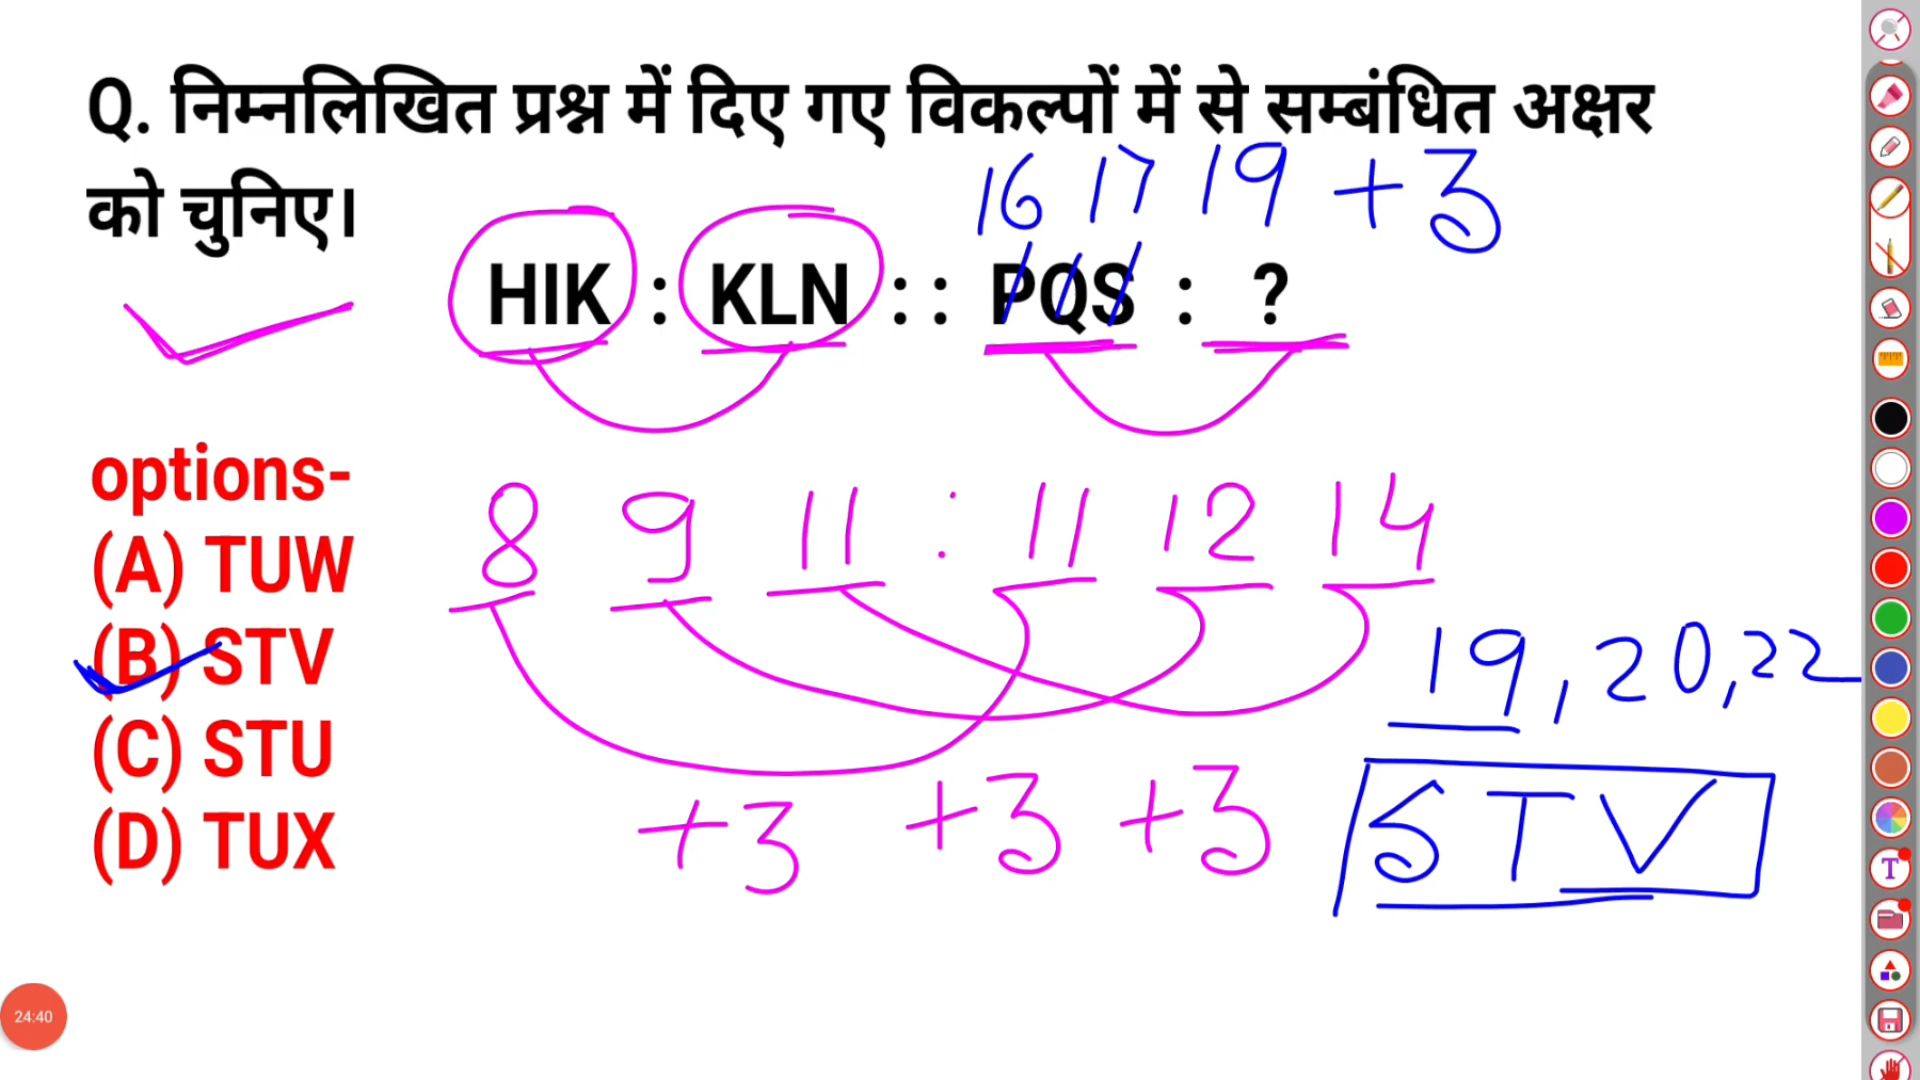 Q. निम्नलिखित प्रश्न में दिए गए विकल्पों में से सम्बंधित अक्षर
को चुनिए।
16 17 19 +3
HIK : KLN : : PQS : ?
options-
8 9 11 : 11 12 14
(A) TUW
(B) STV
19, 20, 22
(C) STU
+3 +3 +3
STV
(D) TUX
24:40
T